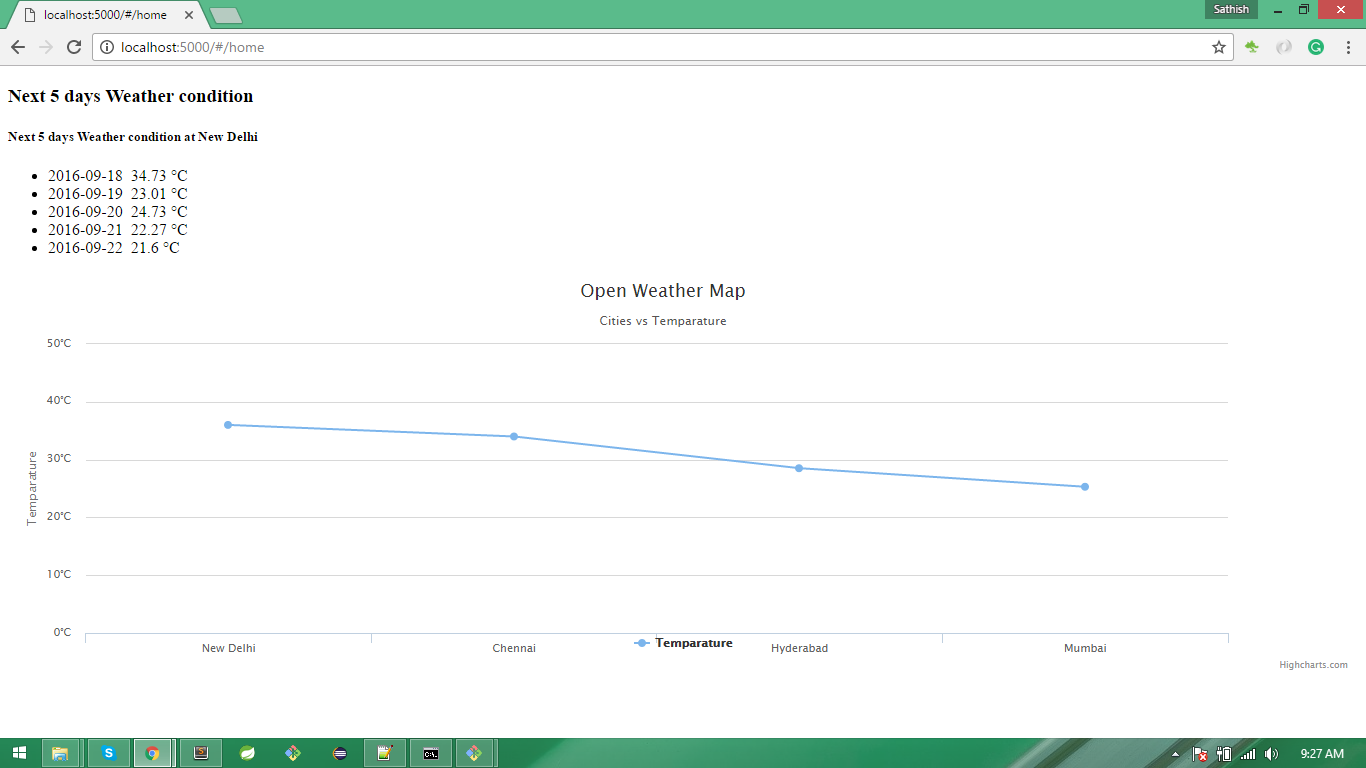 localhost:5000/#/home
Sathish
localhost:5000/#/home
Next 5 days Weather condition
Next 5 days Weather condition at New Delhi
2016-09-18 34.73 °C
2016-09-19 23.01 °C
2016-09-20 24.73 °C
2016-09-21 22.27 °C
2016-09-22 21.6 °C
Open Weather Map
Cities vs Temparature
50°C
40°C
30°C
20°C
10°C
0°C
Temparature
New Delhi
Chennai
Hyderabad
Mumbai
Temparature
Highcharts.com
9:27 AM